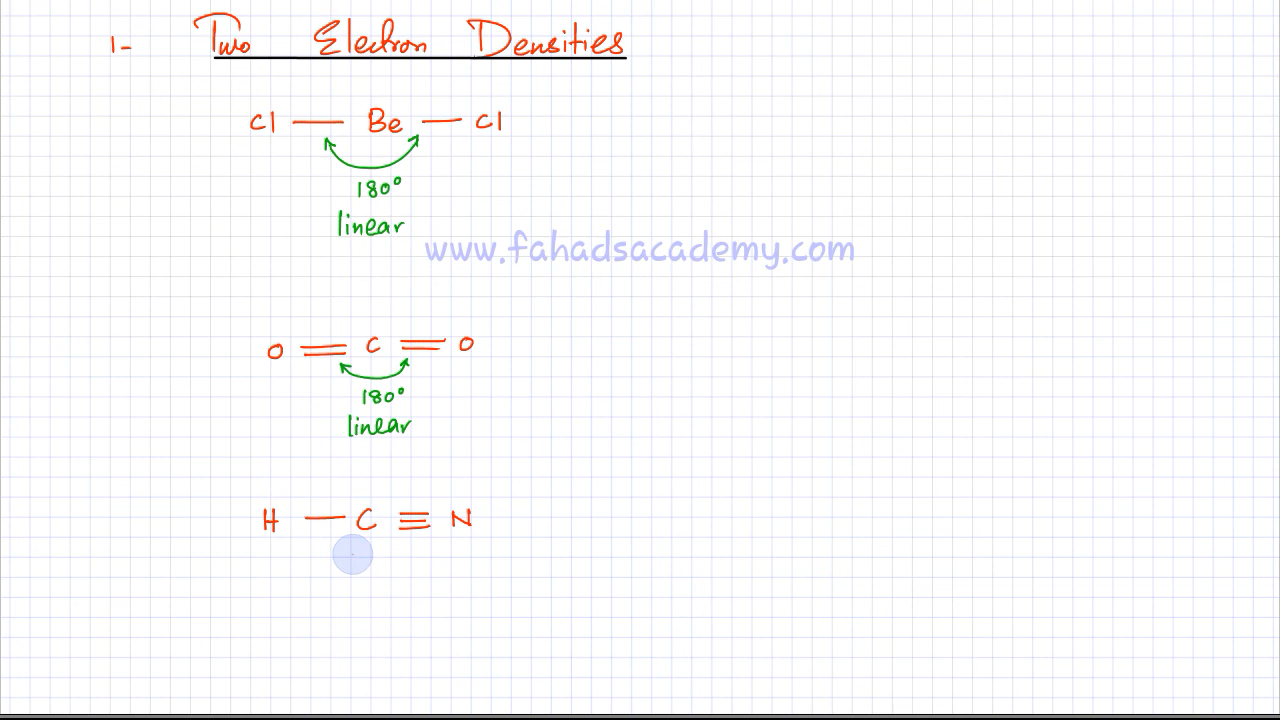 1- Two Electron Densities
Cl — Be — Cl
180°
linear
www.fahadsacademy.com
O = C = O
180°
linear
H — C ≡ N